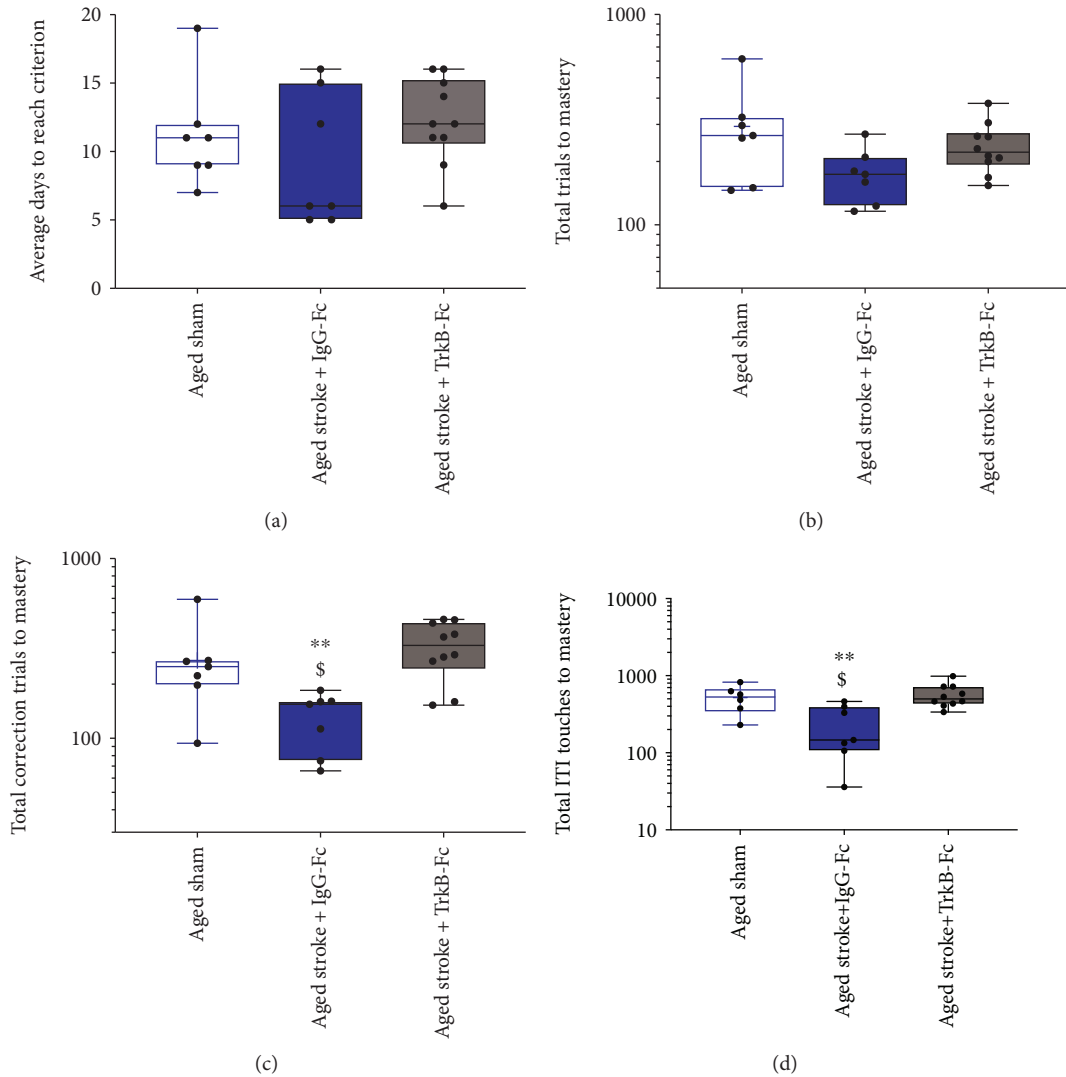 Average days to reach criterion
20
15
10
5
0
Aged sham
Aged stroke + IgG-Fc
Aged stroke + TrkB-Fc
(a)
Total trials to mastery
1000
100
Aged sham
Aged stroke + IgG-Fc
Aged stroke + TrkB-Fc
(b)
Total correction trials to mastery
1000
100
**
$
Aged sham
Aged stroke + IgG-Fc
Aged stroke + TrkB-Fc
(c)
Total ITI touches to mastery
10000
1000
100
10
**
$
Aged sham
Aged stroke+IgG-Fc
Aged stroke+TrkB-Fc
(d)